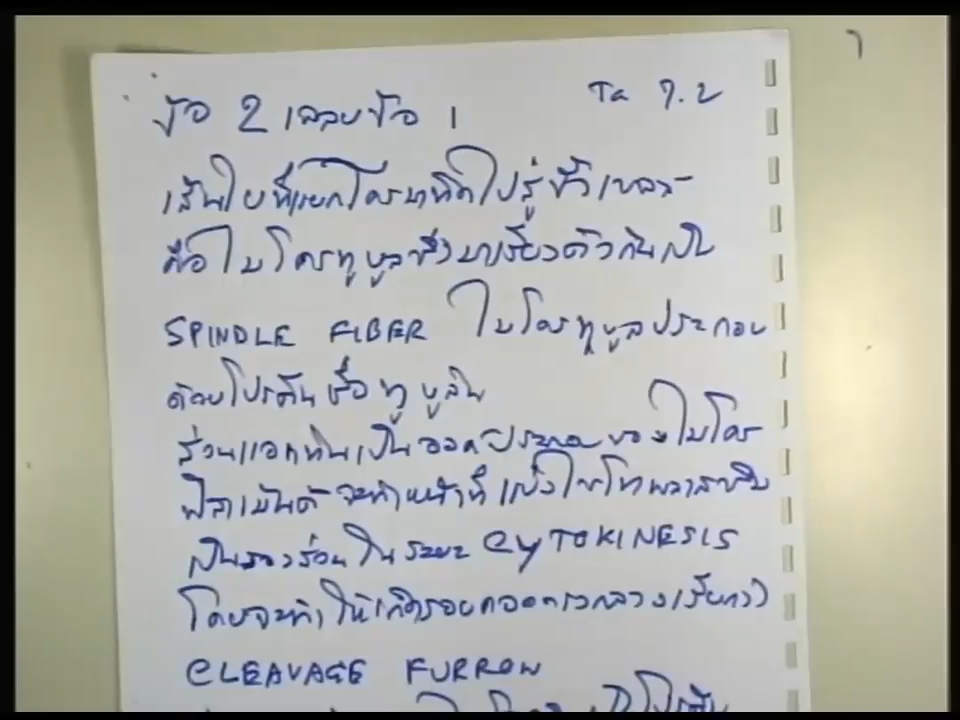 ข้อ 2 เฉลยข้อ 1
เส้นใยที่แยกโครมาทิดไปสู่ขั้วเซลล์
คือไมโครทูบูลซึ่งมาเรียงตัวกันเป็น
SPINDLE FIBER ไมโครทูบูลประกอบ
ด้วยโปรตีนชื่อทูบูลิน
ส่วนแอกทินเป็นองค์ประกอบของไมโคร
ฟิลาเมนต์ จะทำหน้าที่แบ่งไซโทพลาสซึม
เป็นสองส่วนในระยะ CYTOKINESIS
โดยจะทำให้เกิดรอยคอดตรงกลางเรียกว่า
CLEAVAGE FURROW